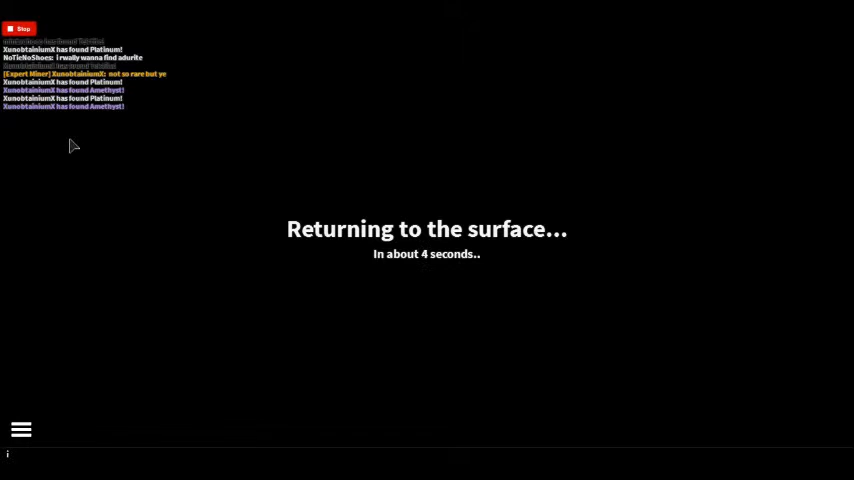 Stop
XunobtainiumX has found Platinum!
NoTieNoShoes: i rwally wanna find adurite
[Expert Miner] XunobtainiumX: not so rare but ye
XunobtainiumX has found Platinum!
XunobtainiumX has found Amethyst!
XunobtainiumX has found Platinum!
XunobtainiumX has found Amethyst!
Returning to the surface...
In about 4 seconds..
i